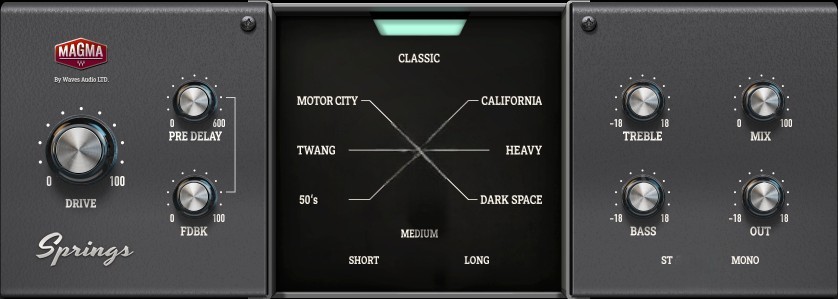 MAGMA
By Waves Audio LTD.
0 600
PRE DELAY
0 100
DRIVE
0 100
FDBK
Springs
CLASSIC
MOTOR CITY CALIFORNIA
TWANG HEAVY
50's DARK SPACE
MEDIUM
SHORT LONG
-18 18 0 100
TREBLE MIX
-18 18 -18 18
BASS OUT
ST MONO